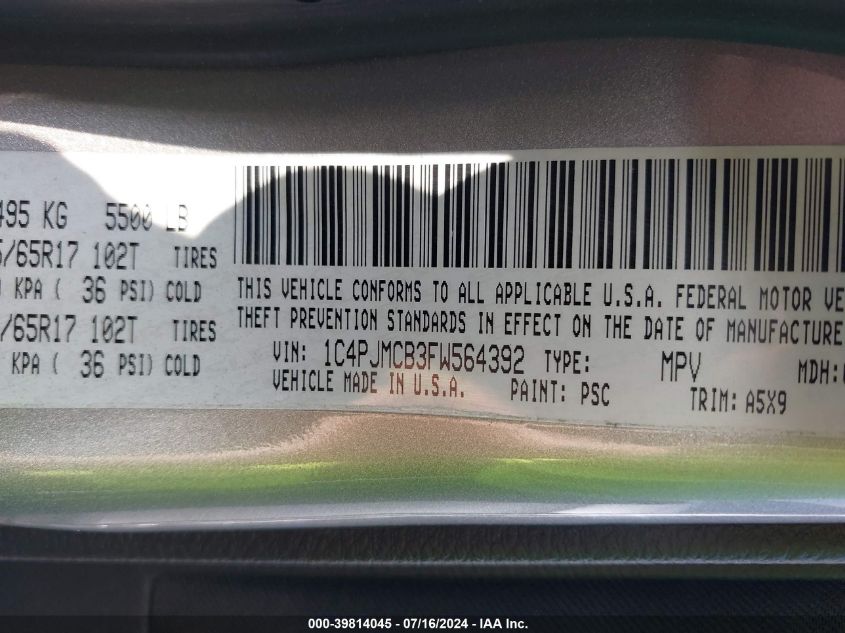 495 KG 5500 LB
/65R17 102T TIRES
KPA ( 36 PSI) COLD
/65R17 102T TIRES
KPA ( 36 PSI) COLD
THIS VEHICLE CONFORMS TO ALL APPLICABLE U.S.A. FEDERAL MOTOR VE
THEFT PREVENTION STANDARDS IN EFFECT ON THE DATE OF MANUFACTURE
VIN: 1C4PJMCB3FW564392 TYPE: MPV MDH:
VEHICLE MADE IN U.S.A. PAINT: PSC TRIM: A5X9
000-39814045 - 07/16/2024 - IAA Inc.